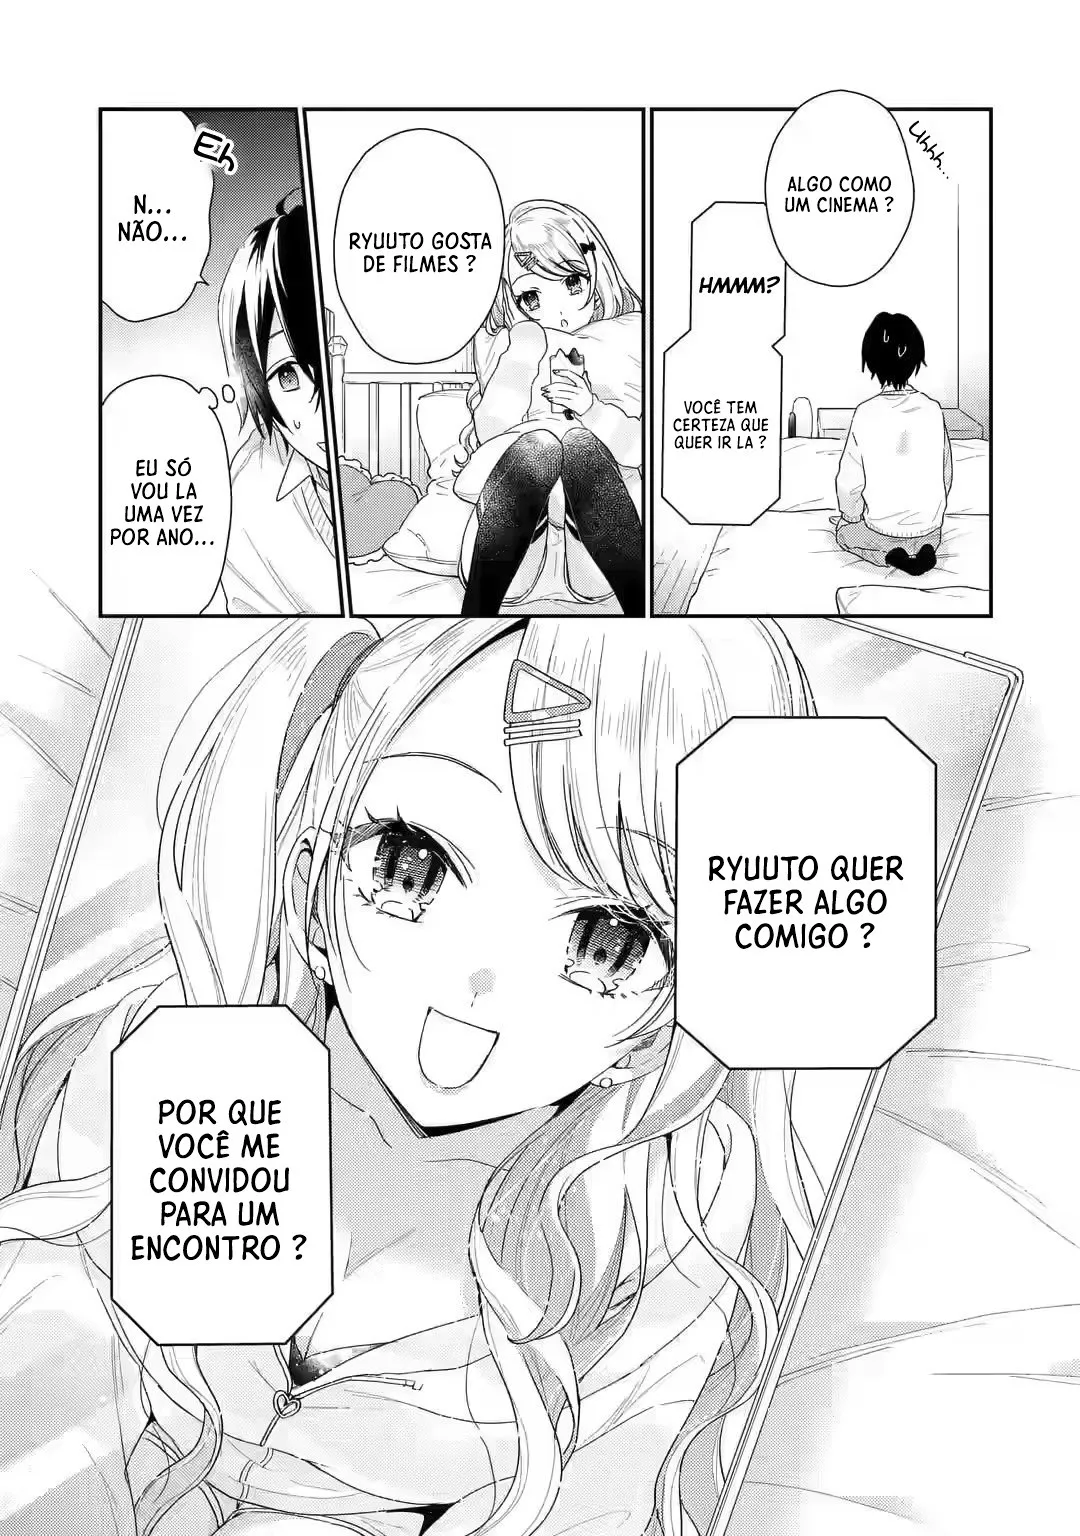 Uhhh...
ALGO COMO
UM CINEMA ?
HMMM?
VOCÊ TEM
CERTEZA QUE
QUER IR LA ?
RYUUTO GOSTA
DE FILMES ?
Eh
N...
NÃO...
EU SÓ
VOU LA
UMA VEZ
POR ANO...
RYUUTO QUER
FAZER ALGO
COMIGO ?
POR QUE
VOCÊ ME
CONVIDOU
PARA UM
ENCONTRO ?